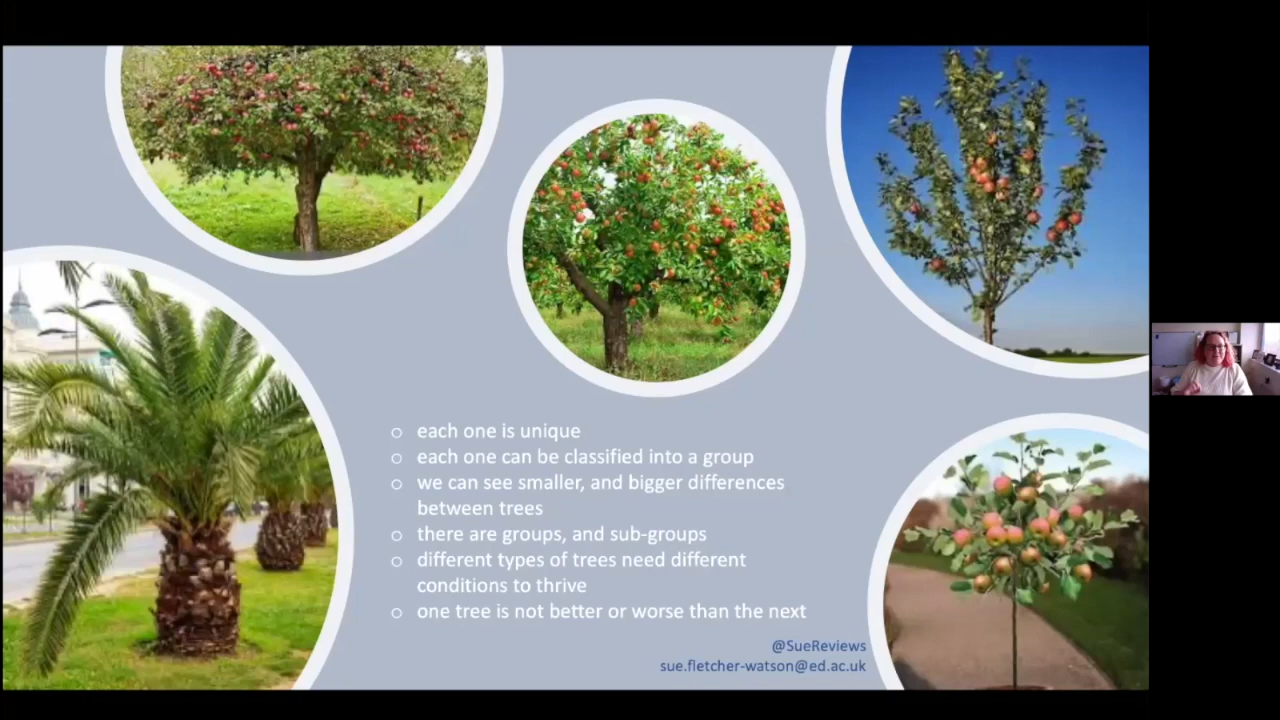 ○ each one is unique
○ each one can be classified into a group
○ we can see smaller, and bigger differences
between trees
○ there are groups, and sub-groups
○ different types of trees need different
conditions to thrive
○ one tree is not better or worse than the next
@SueReviews
sue.fletcher-watson@ed.ac.uk